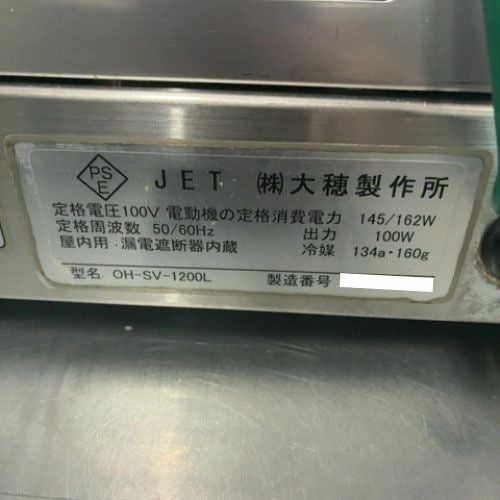 PS
E
JET ㈱大穂製作所
定格電圧100V 電動機の定格消費電力 145/162W
定格周波数 50/60Hz 出力 100W
屋内用・漏電遮断器内蔵 冷媒 134a・160g
型名 OH-SV-1200L 製造番号